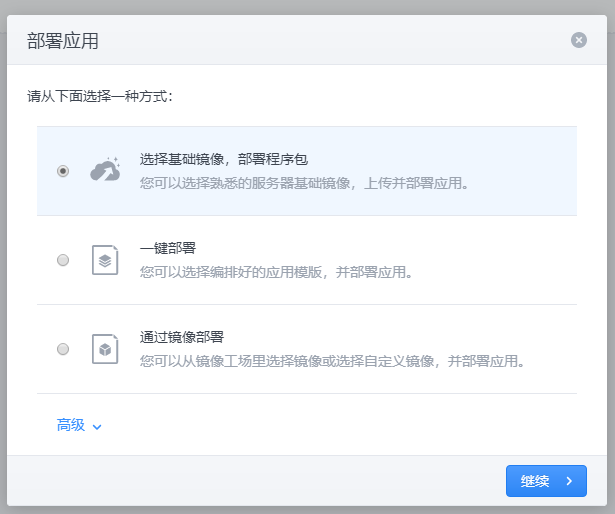 部署应用
请从下面选择一种方式：
选择基础镜像，部署程序包
您可以选择熟悉的服务器基础镜像，上传并部署应用。
一键部署
您可以选择编排好的应用模版，并部署应用。
通过镜像部署
您可以从镜像工场里选择镜像或选择自定义镜像，并部署应用。
高级
继续